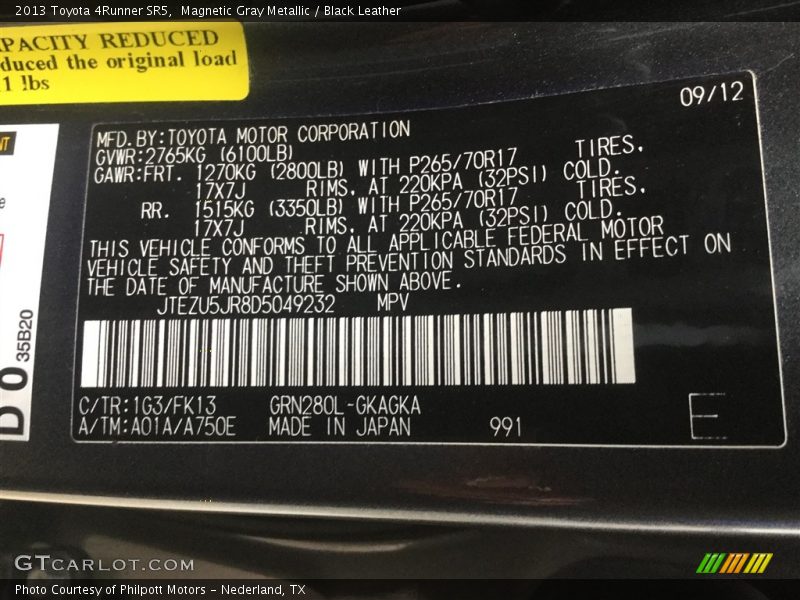 2013 Toyota 4Runner SR5, Magnetic Gray Metallic / Black Leather
PACITY REDUCED
duced the original load
1 lbs
09/12
MFD. BY:TOYOTA MOTOR CORPORATION
GVWR:2765KG (6100LB)
GAWR:FRT. 1270KG (2800LB) WITH P265/70R17 TIRES,
17X7J RIMS, AT 220KPA (32PSI) COLD.
RR. 1515KG (3350LB) WITH P265/70R17 TIRES,
17X7J RIMS, AT 220KPA (32PSI) COLD.
THIS VEHICLE CONFORMS TO ALL APPLICABLE FEDERAL MOTOR
VEHICLE SAFETY AND THEFT PREVENTION STANDARDS IN EFFECT ON
THE DATE OF MANUFACTURE SHOWN ABOVE.
JTEZU5JR8D5049232 MPV
C/TR:1G3/FK13 GRN280L-GKAGKA
A/TM:A01A/A750E MADE IN JAPAN 991
E
NT
e
D0 35B20
GTCARLOT.COM
Photo Courtesy of Philpott Motors - Nederland, TX